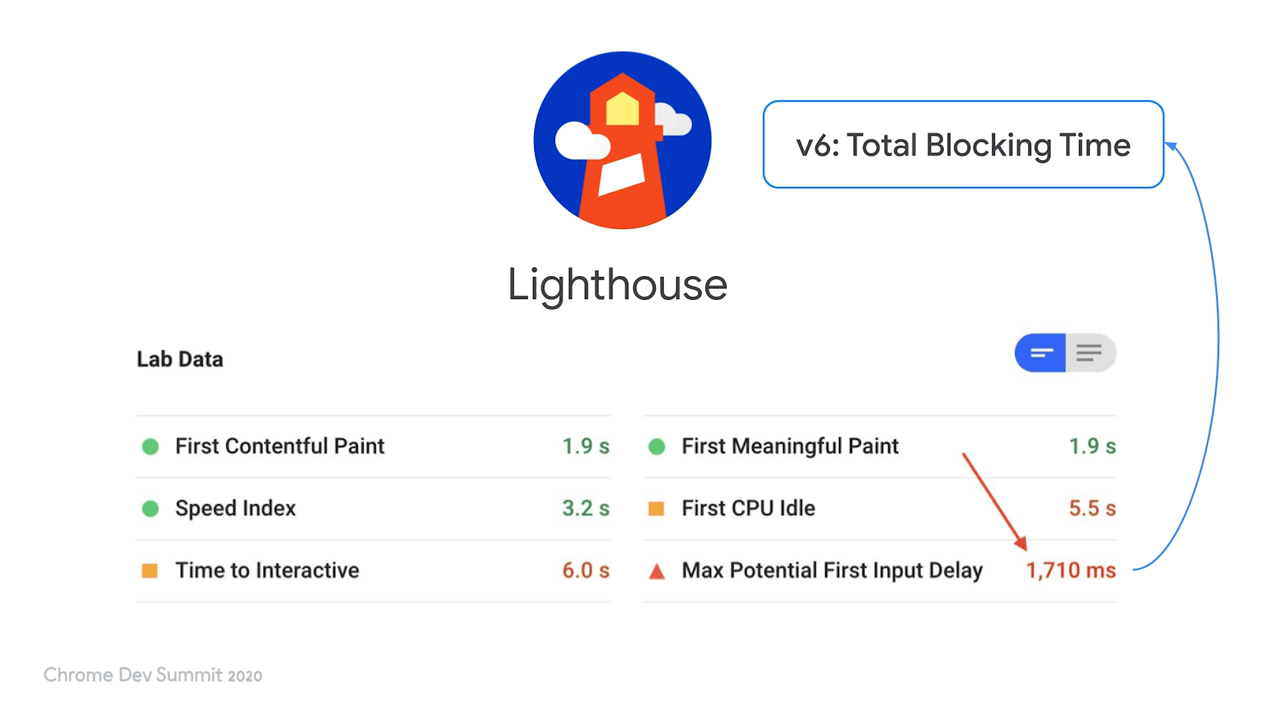 v6: Total Blocking Time
Lighthouse
Lab Data
First Contentful Paint 1.9 s
First Meaningful Paint 1.9 s
Speed Index 3.2 s
First CPU Idle 5.5 s
Time to Interactive 6.0 s
Max Potential First Input Delay 1,710 ms
Chrome Dev Summit 2020